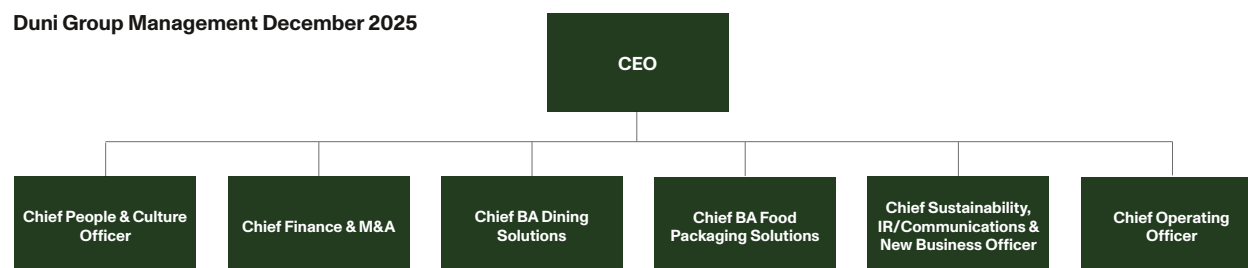 Duni Group Management December 2025
CEO
Chief People & Culture
Officer
Chief Finance & M&A
Chief BA Dining
Solutions
Chief BA Food
Packaging Solutions
Chief Sustainability,
IR/Communications &
New Business Officer
Chief Operating
Officer